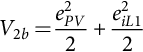 V_{2b} = \frac{e_{PV}^2}{2} + \frac{e_{iL1}^2}{2}